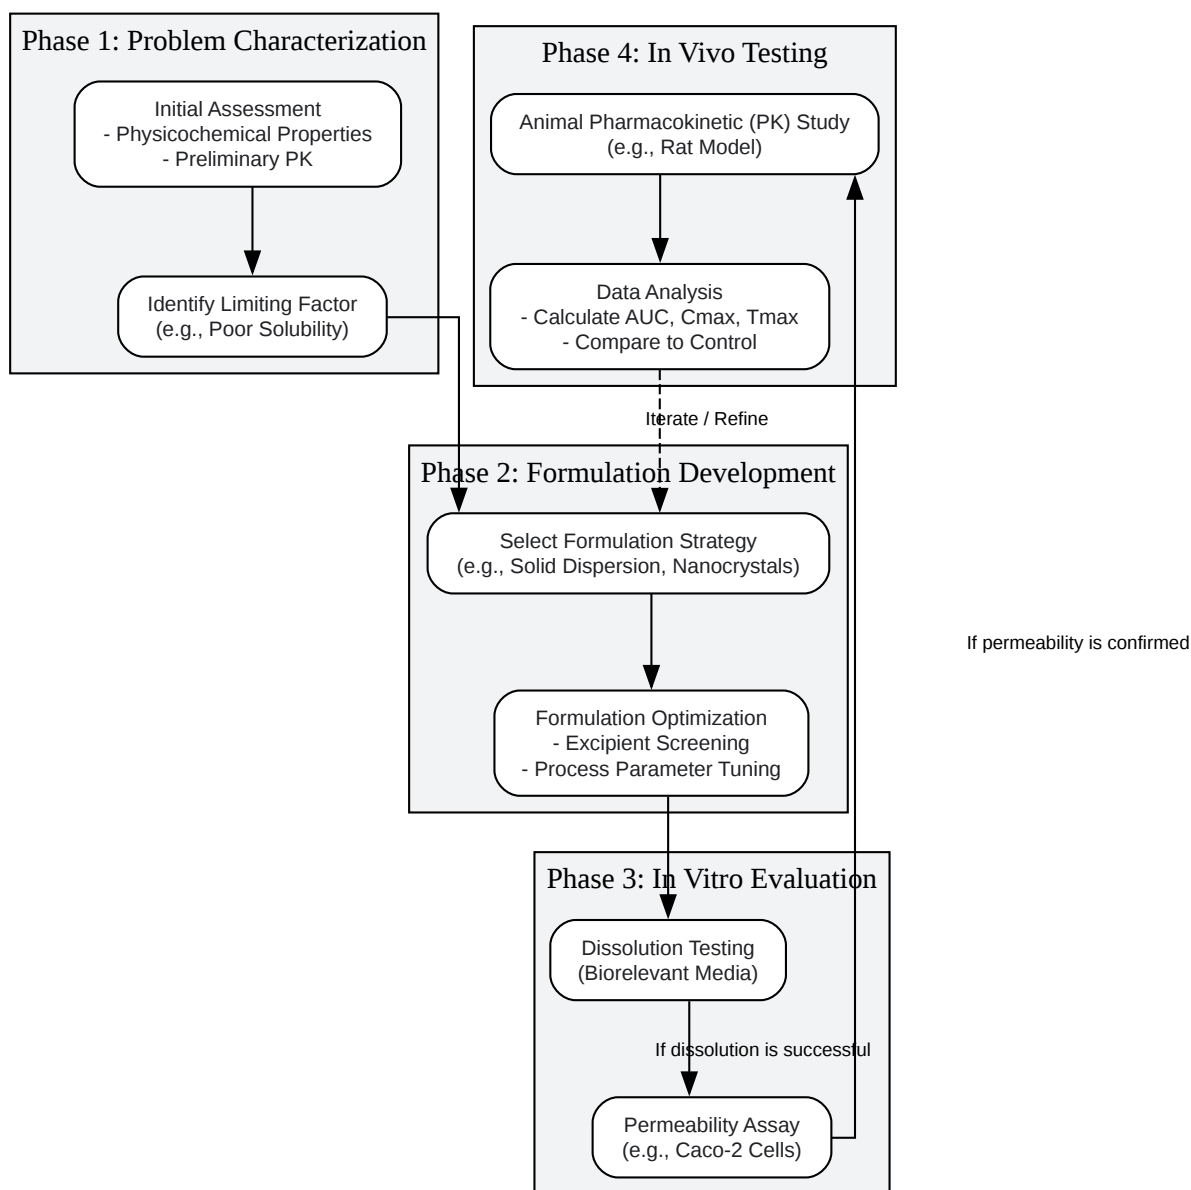 Phase 1: Problem Characterization
Initial Assessment
- Physicochemical Properties
- Preliminary PK
Identify Limiting Factor
(e.g., Poor Solubility)
Phase 4: In Vivo Testing
Animal Pharmacokinetic (PK) Study
(e.g., Rat Model)
Data Analysis
- Calculate AUC, Cmax, Tmax
- Compare to Control
Iterate / Refine
Phase 2: Formulation Development
Select Formulation Strategy
(e.g., Solid Dispersion, Nanocrystals)
If permeability is confirmed
Formulation Optimization
- Excipient Screening
- Process Parameter Tuning
Phase 3: In Vitro Evaluation
Dissolution Testing
(Biorelevant Media)
If dissolution is successful
Permeability Assay
(e.g., Caco-2 Cells)